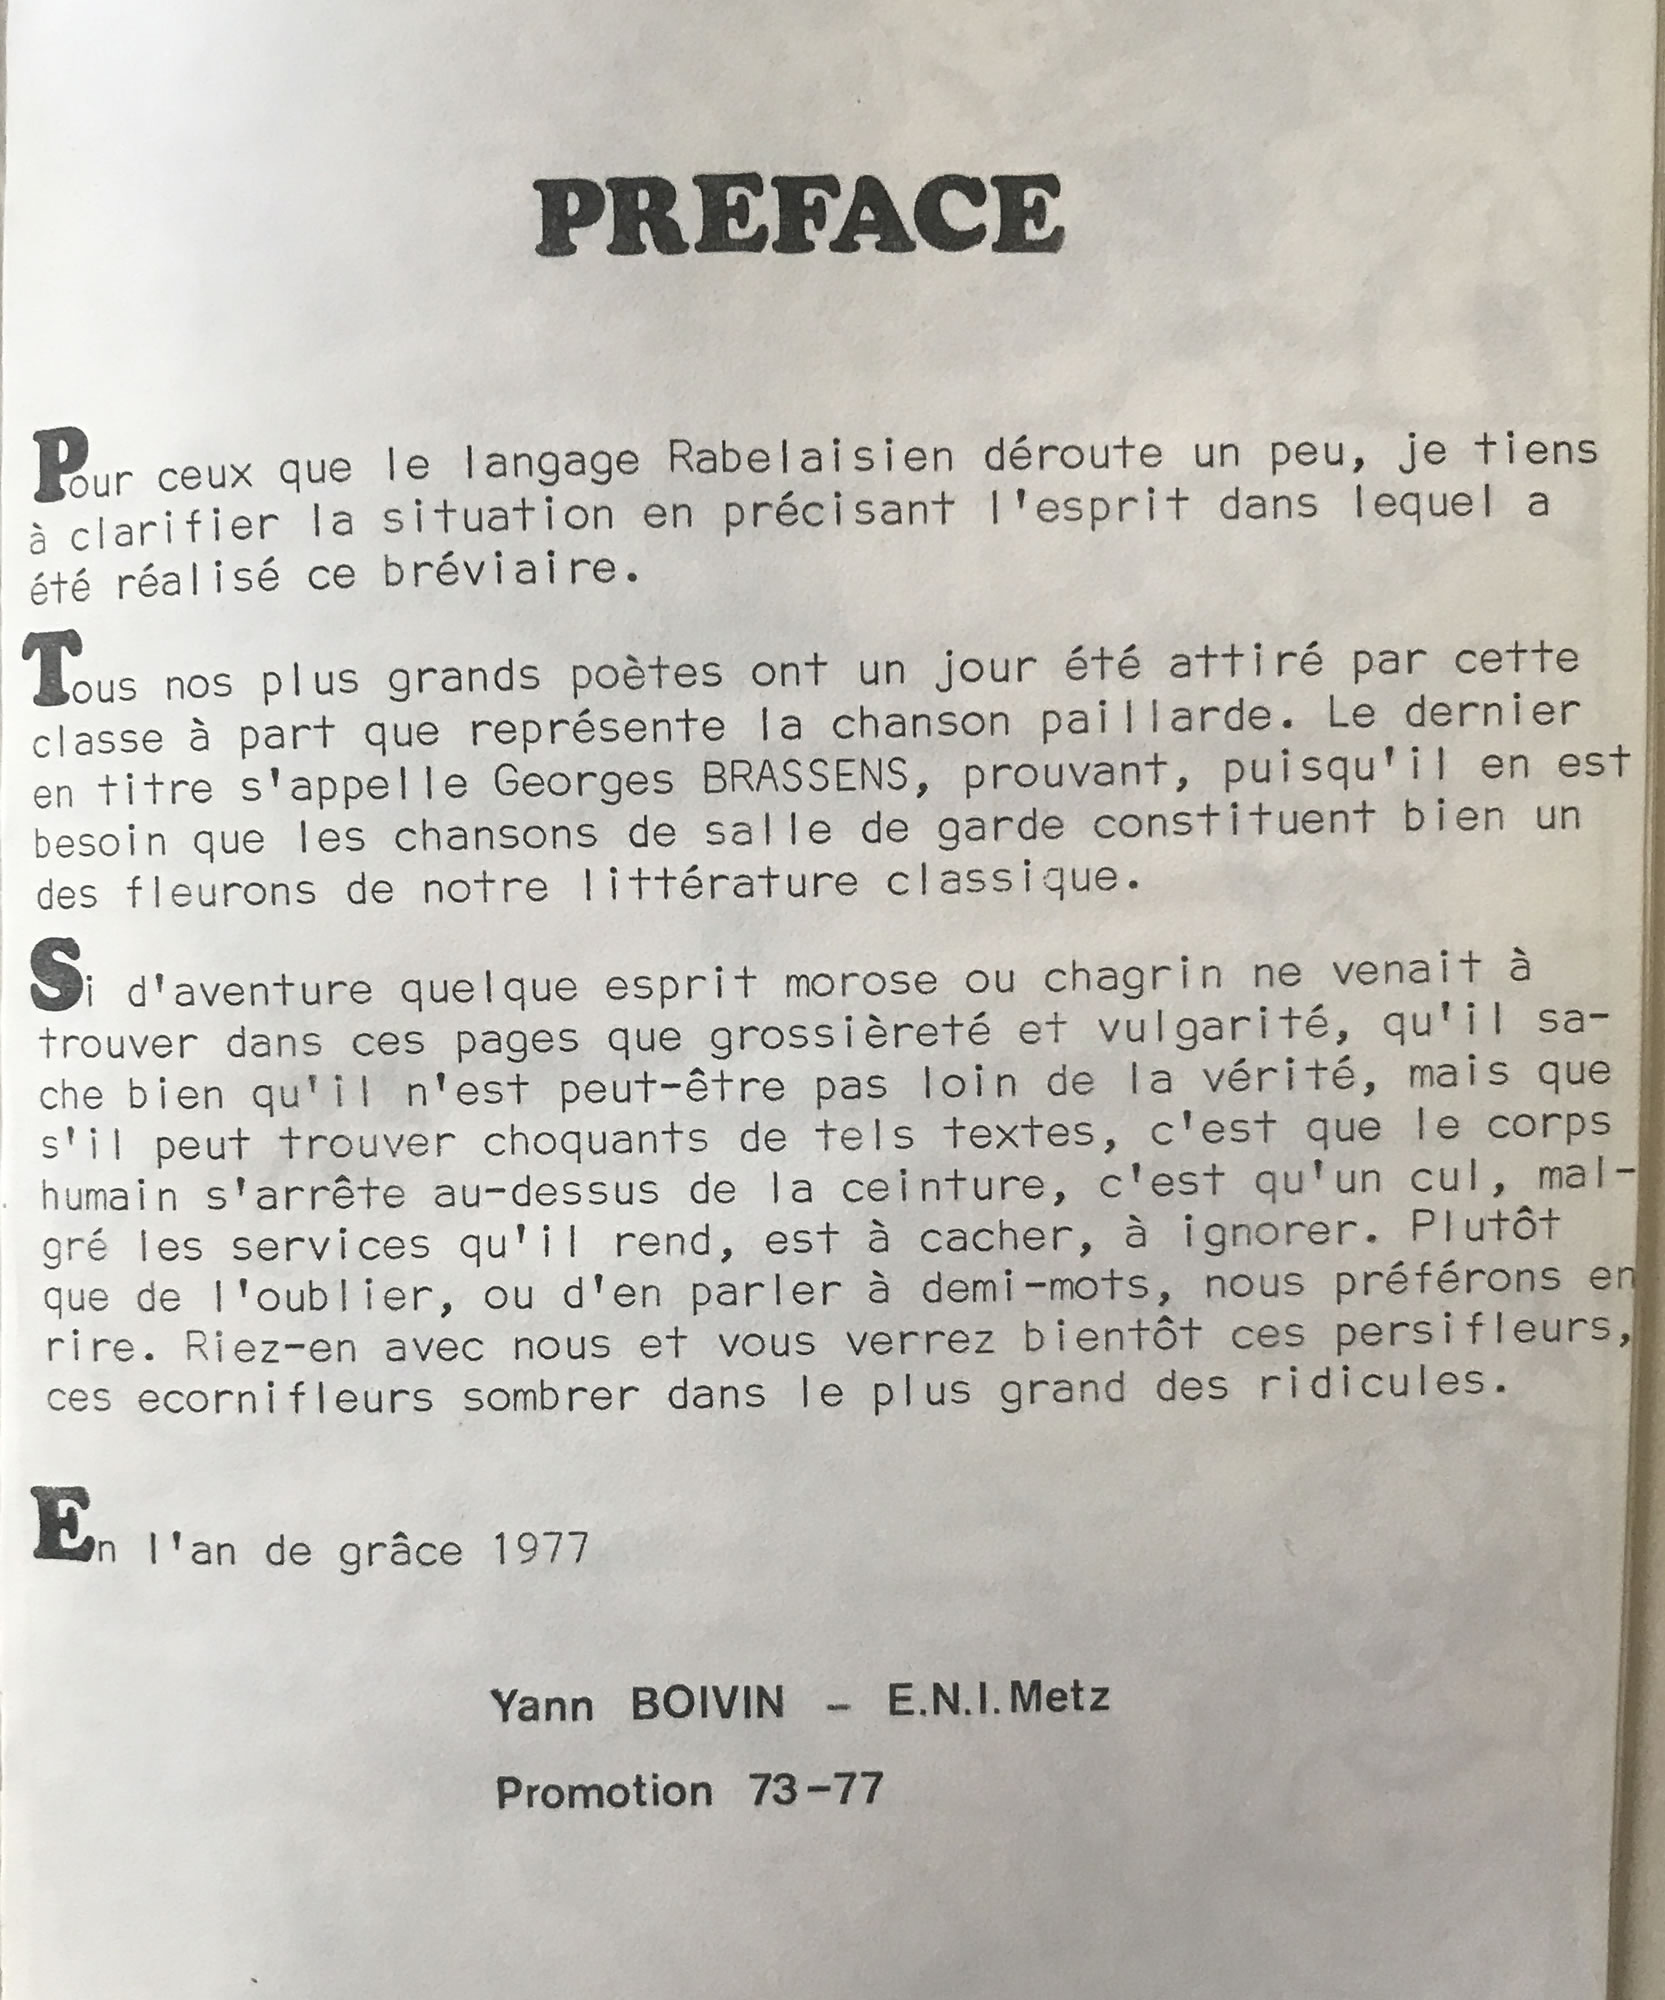 PREFACE
Pour ceux que le langage Rabelaisien déroute un peu, je tiens
à clarifier la situation en précisant l'esprit dans lequel a
été réalisé ce bréviaire.
Tous nos plus grands poètes ont un jour été attiré par cette
classe à part que représente la chanson paillarde. Le dernier
en titre s'appelle Georges BRASSENS, prouvant, puisqu'il en est
besoin que les chansons de salle de garde constituent bien un
des fleurons de notre littérature classique.
Si d'aventure quelque esprit morose ou chagrin ne venait à
trouver dans ces pages que grossièreté et vulgarité, qu'il sa-
che bien qu'il n'est peut-être pas loin de la vérité, mais que
s'il peut trouver choquants de tels textes, c'est que le corps
humain s'arrête au-dessus de la ceinture, c'est qu'un cul, mal-
gré les services qu'il rend, est à cacher, à ignorer. Plutôt
que de l'oublier, ou d'en parler à demi-mots, nous préférons en
rire. Riez-en avec nous et vous verrez bientôt ces persifleurs,
ces ecornifleurs sombrer dans le plus grand des ridicules.
En l'an de grâce 1977
Yann BOIVIN - E.N.I. Metz
Promotion 73-77